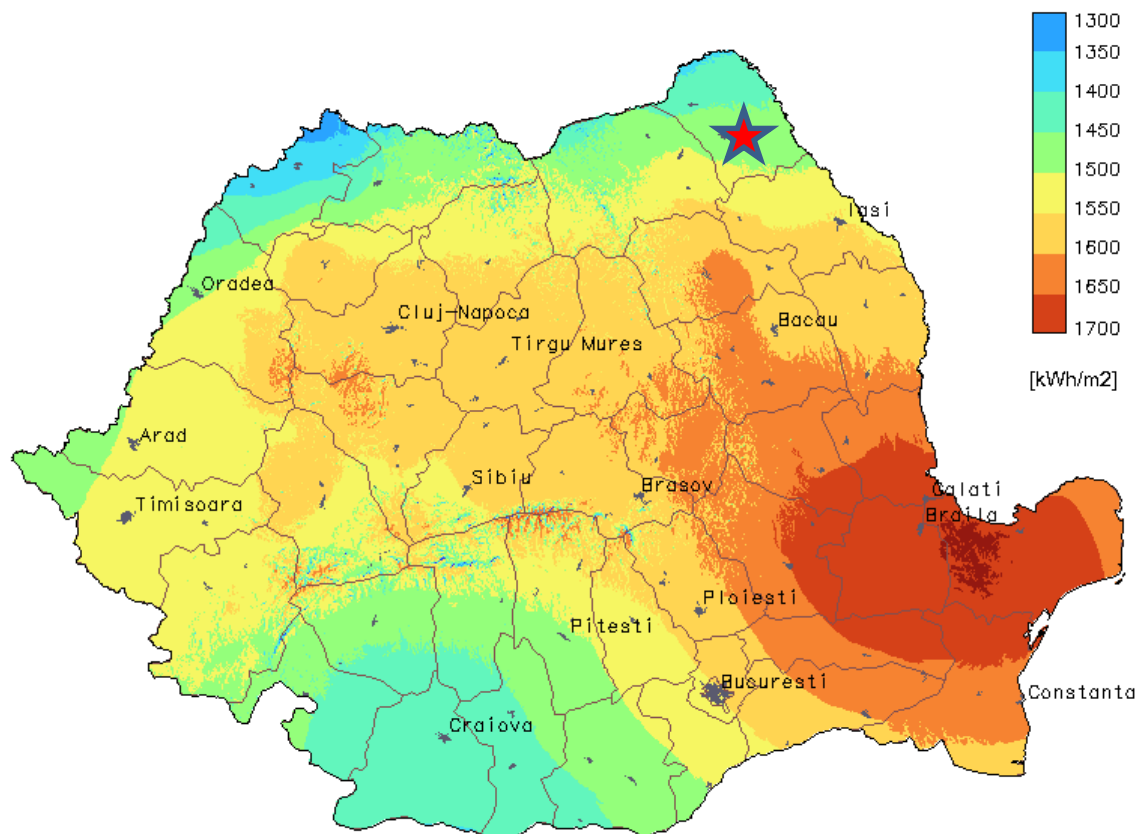 1300
1350
1400
1450
1500
1550
1600
1650
1700
[kWh/m2]
Iasi
Oradea
Cluj-Napoca
Bacau
Tirgu Mures
Arad
Sibiu
Brasov
Galati
Timisoara
Braila
Ploiesti
Pitesti
Bucuresti
Constanta
Craiova